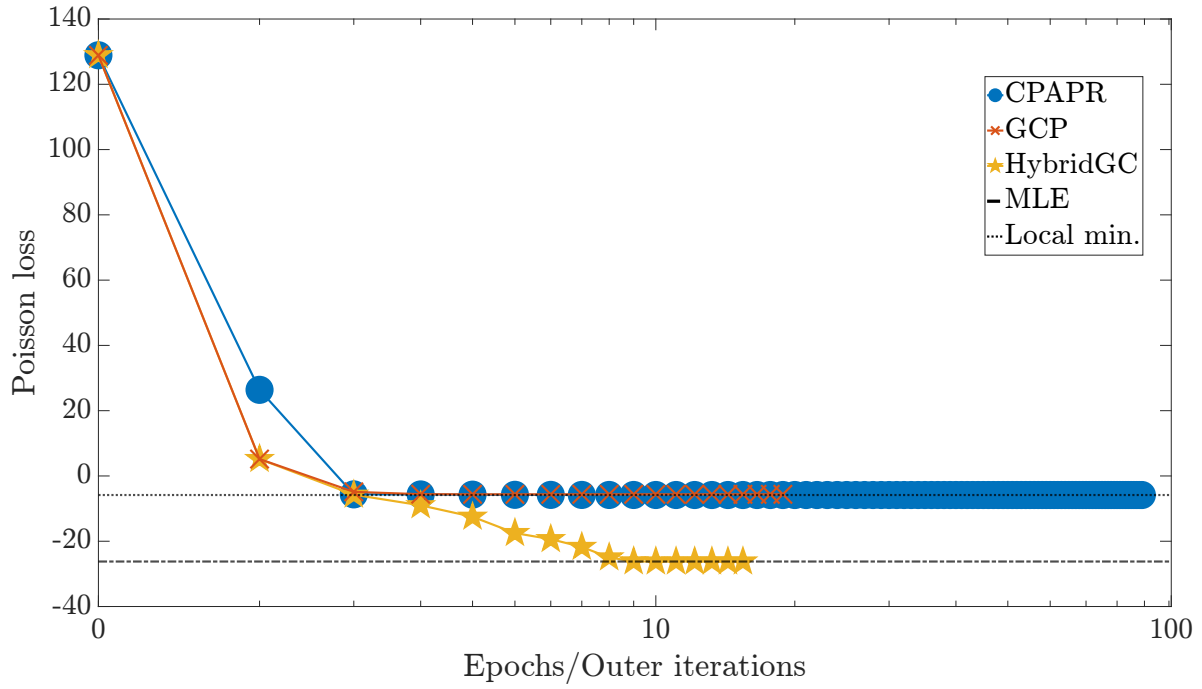 140
120
100
80
60
40
20
0
-20
-40
Poisson loss
CPAPR
GCP
HybridGC
MLE
Local min.
0
10
100
Epochs/Outer iterations